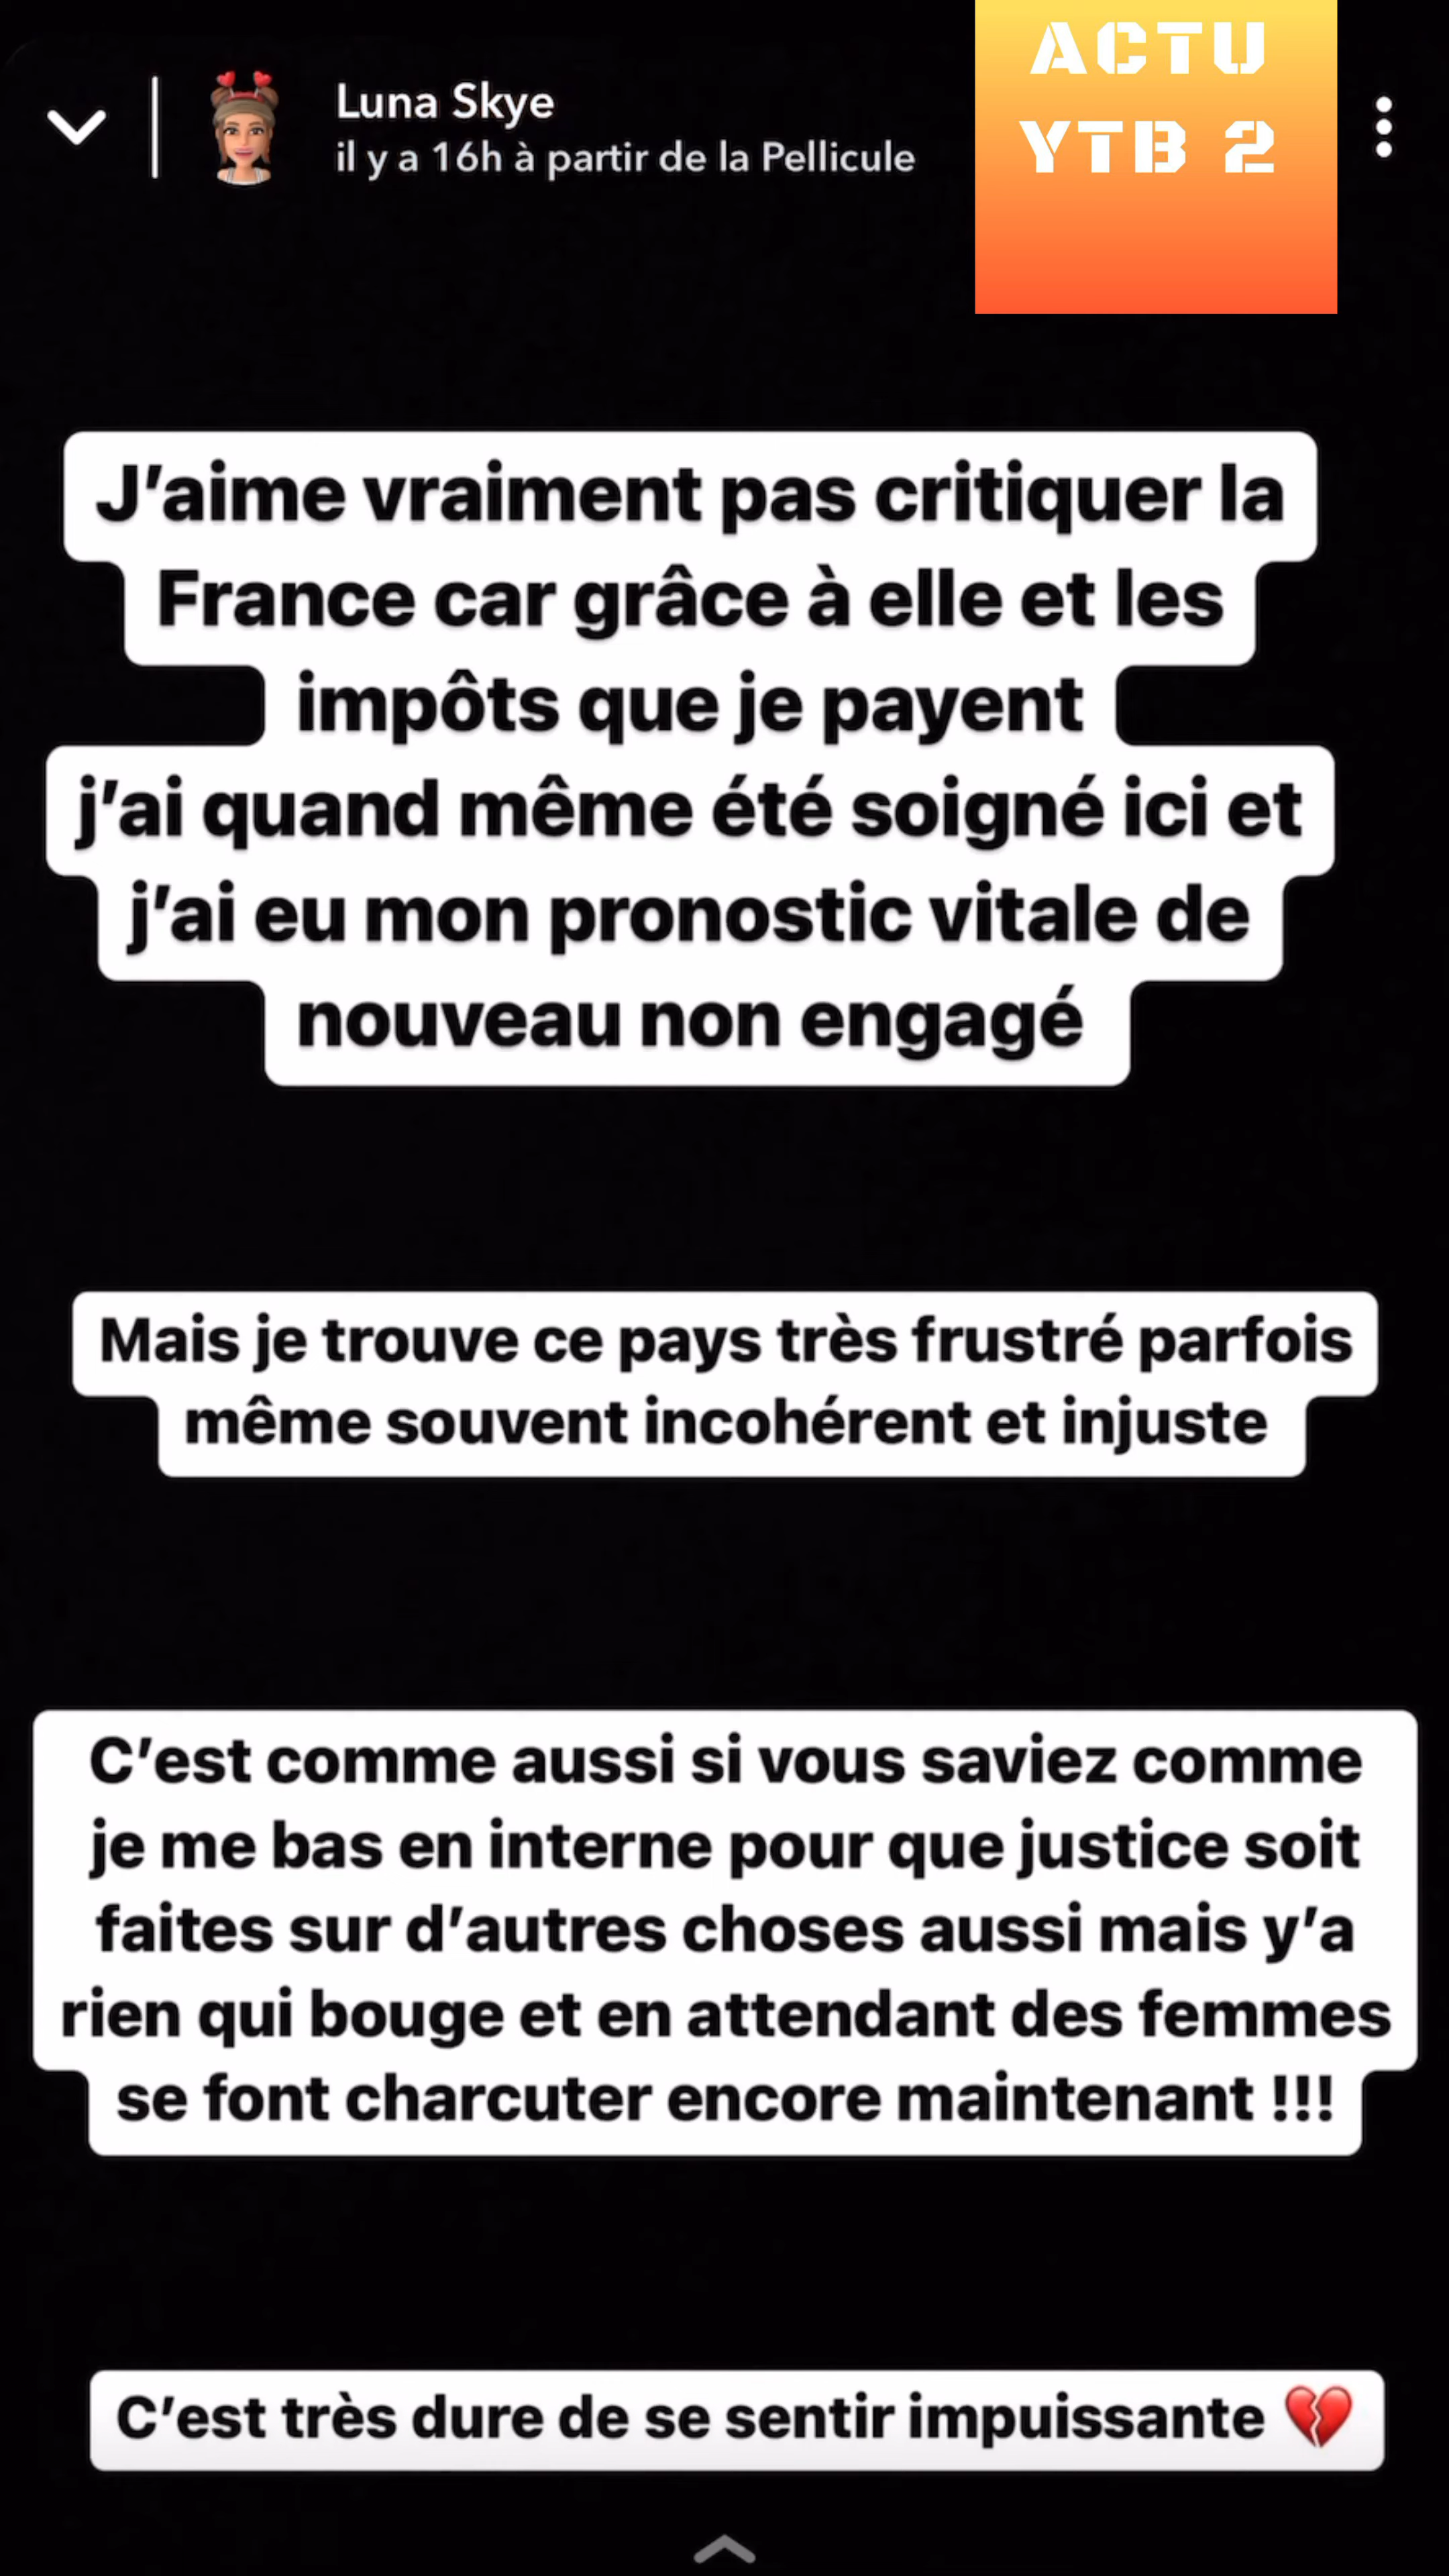 Luna Skye
il y a 16h à partir de la Pellicule
ACTU
YTB 2
J'aime vraiment pas critiquer la
France car grâce à elle et les
impôts que je payent
j'ai quand même été soigné ici et
j'ai eu mon pronostic vitale de
nouveau non engagé
Mais je trouve ce pays très frustré parfois
même souvent incohérent et injuste
C'est comme aussi si vous saviez comme
je me bas en interne pour que justice soit
faites sur d'autres choses aussi mais y'a
rien qui bouge et en attendant des femmes
se font charcuter encore maintenant !!!
C'est très dure de se sentir impuissante 💔